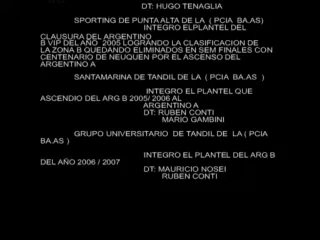 DT: HUGO TENAGLIA
SPORTING DE PUNTA ALTA DE LA ( PCIA BA.AS)
INTEGRO ELPLANTEL DEL
CLAUSURA DEL ARGENTINO
B VIP DEL AÑO 2005 LOGRANDO LA CLASIFICACION DE
LA ZONA B QUEDANDO ELIMINADOS EN SEM FINALES CON
CENTENARIO DE NEUQUEN POR EL ASCENSO DEL
ARGENTINO A
SANTAMARINA DE TANDIL DE LA ( PCIA BA.AS)
INTEGRO EL PLANTEL QUE
ASCENDIO DEL ARG B 2005/ 2006 AL
ARGENTINO A
DT: RUBEN CONTI
MARIO GAMBINI
GRUPO UNIVERSITARIO DE TANDIL DE LA ( PCIA
BA.AS )
INTEGRO EL PLANTEL DEL ARG B
DEL AÑO 2006 / 2007
DT: MAURICIO NOSEI
RUBEN CONTI